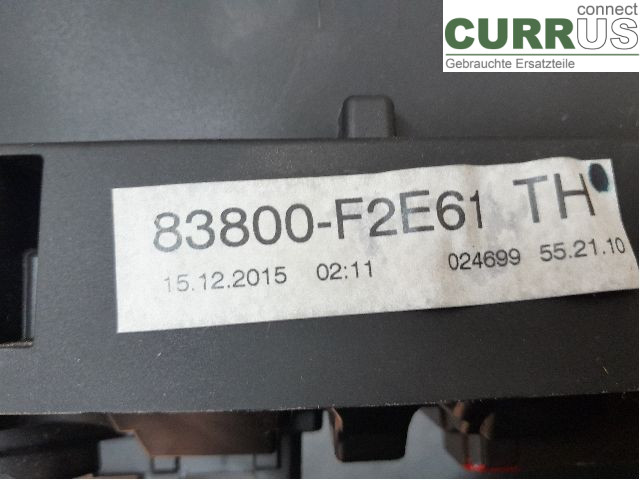 connect
CURRUS
Gebrauchte Ersatzteile
83800-F2E61 TH
15.12.2015 02:11 024699 55.21.10